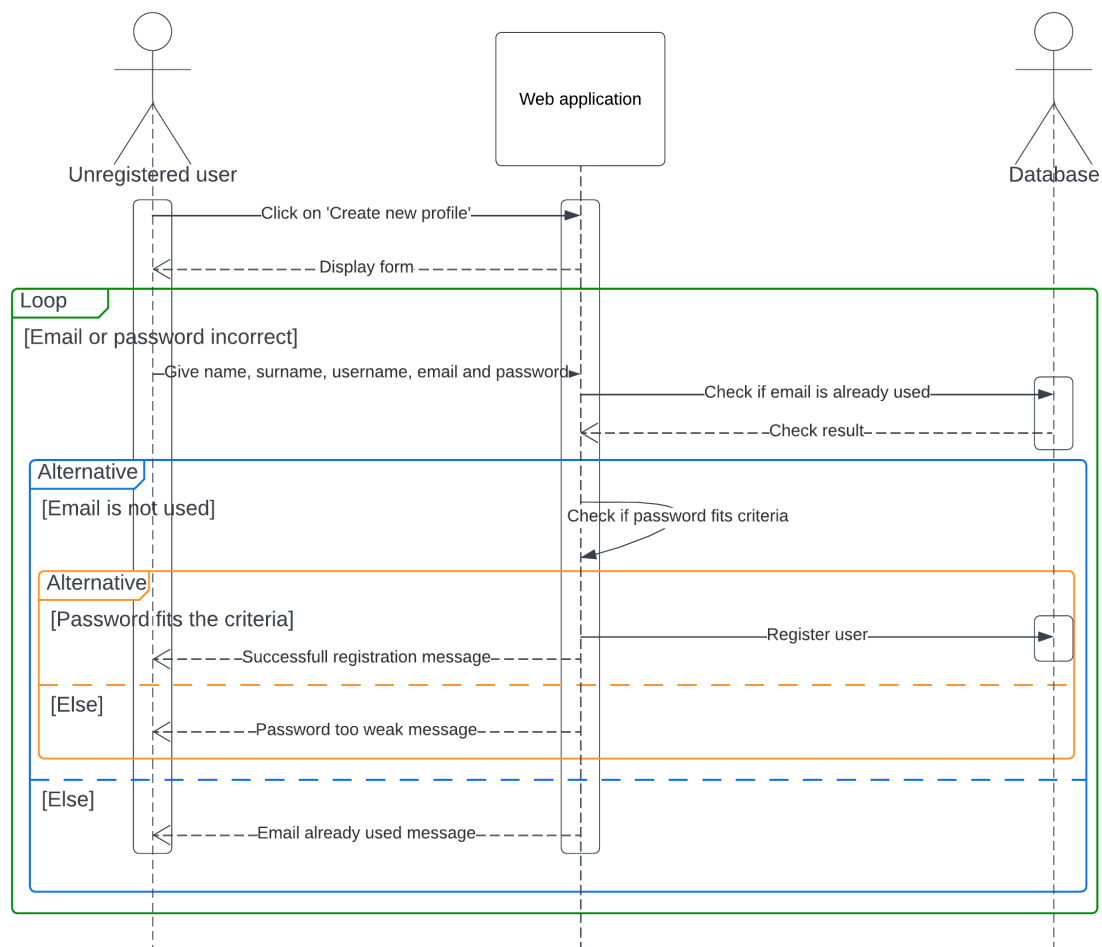 Web application
Unregistered user
Database
Click on 'Create new profile'
Display form
Loop
[Email or password incorrect]
Give name, surname, username, email and password
Check if email is already used
Check result
Alternative
[Email is not used]
Check if password fits criteria
Alternative
[Password fits the criteria]
Register user
Successfull registration message
[Else]
Password too weak message
[Else]
Email already used message